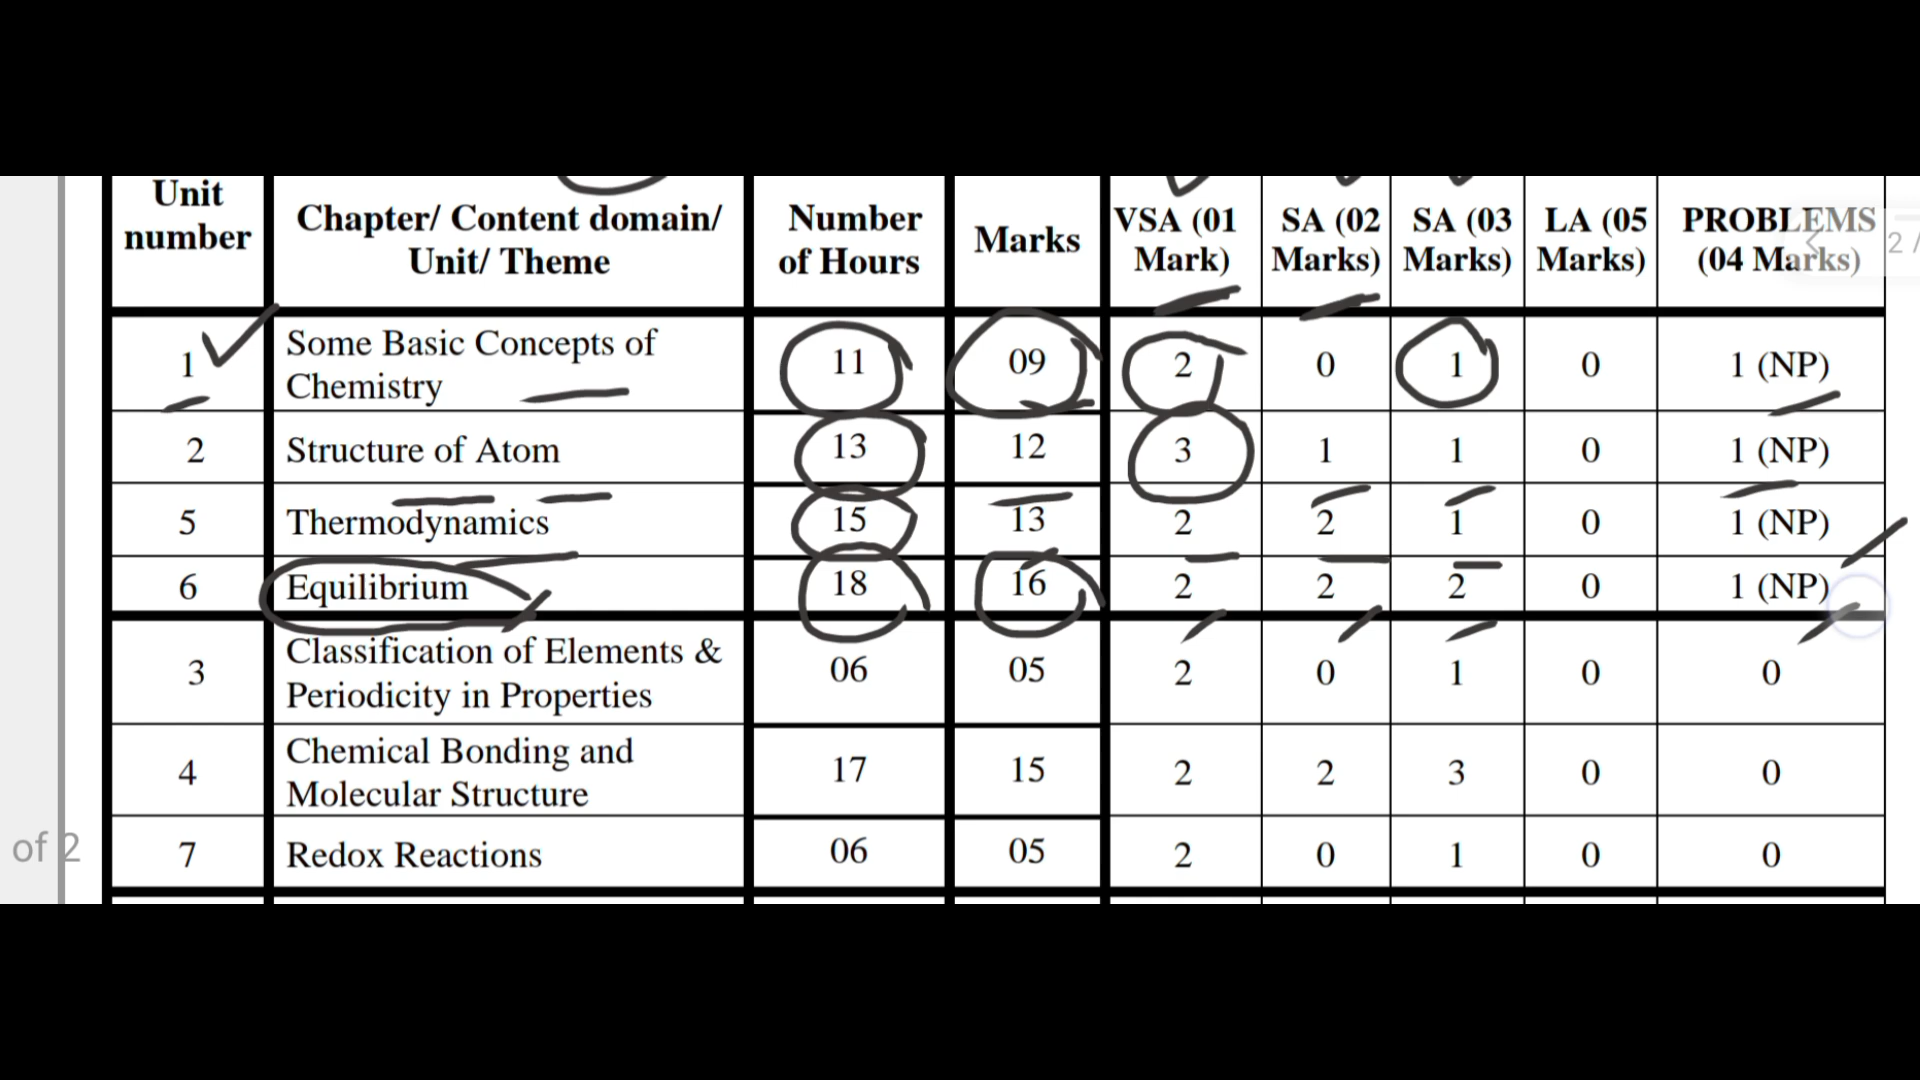 Unit number | Chapter/ Content domain/ Unit/ Theme | Number of Hours | Marks | VSA (01 Mark) | SA (02 Marks) | SA (03 Marks) | LA (05 Marks) | PROBLEMS (04 Marks)
2 /
1 | Some Basic Concepts of Chemistry | 11 | 09 | 2 | 0 | 1 | 0 | 1 (NP)
2 | Structure of Atom | 13 | 12 | 3 | 1 | 1 | 0 | 1 (NP)
5 | Thermodynamics | 15 | 13 | 2 | 2 | 1 | 0 | 1 (NP)
6 | Equilibrium | 18 | 16 | 2 | 2 | 2 | 0 | 1 (NP)
3 | Classification of Elements & Periodicity in Properties | 06 | 05 | 2 | 0 | 1 | 0 | 0
4 | Chemical Bonding and Molecular Structure | 17 | 15 | 2 | 2 | 3 | 0 | 0
7 | Redox Reactions | 06 | 05 | 2 | 0 | 1 | 0 | 0
of 2